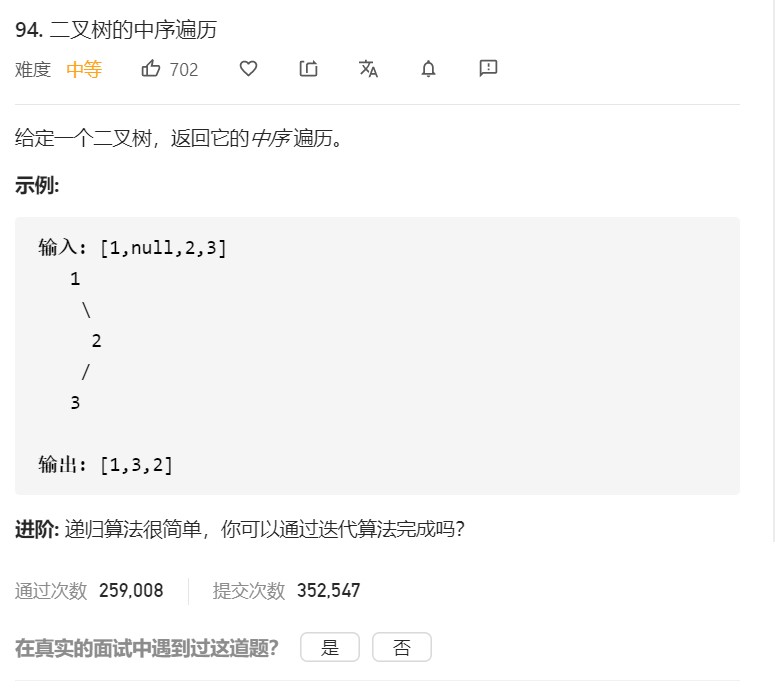 94. 二叉树的中序遍历
难度 中等 702
给定一个二叉树，返回它的中序 遍历。
示例:
输入: [1,null,2,3]
1
\
2
/
3
输出: [1,3,2]
进阶: 递归算法很简单，你可以通过迭代算法完成吗？
通过次数 259,008 提交次数 352,547
在真实的面试中遇到过这道题？ 是 否